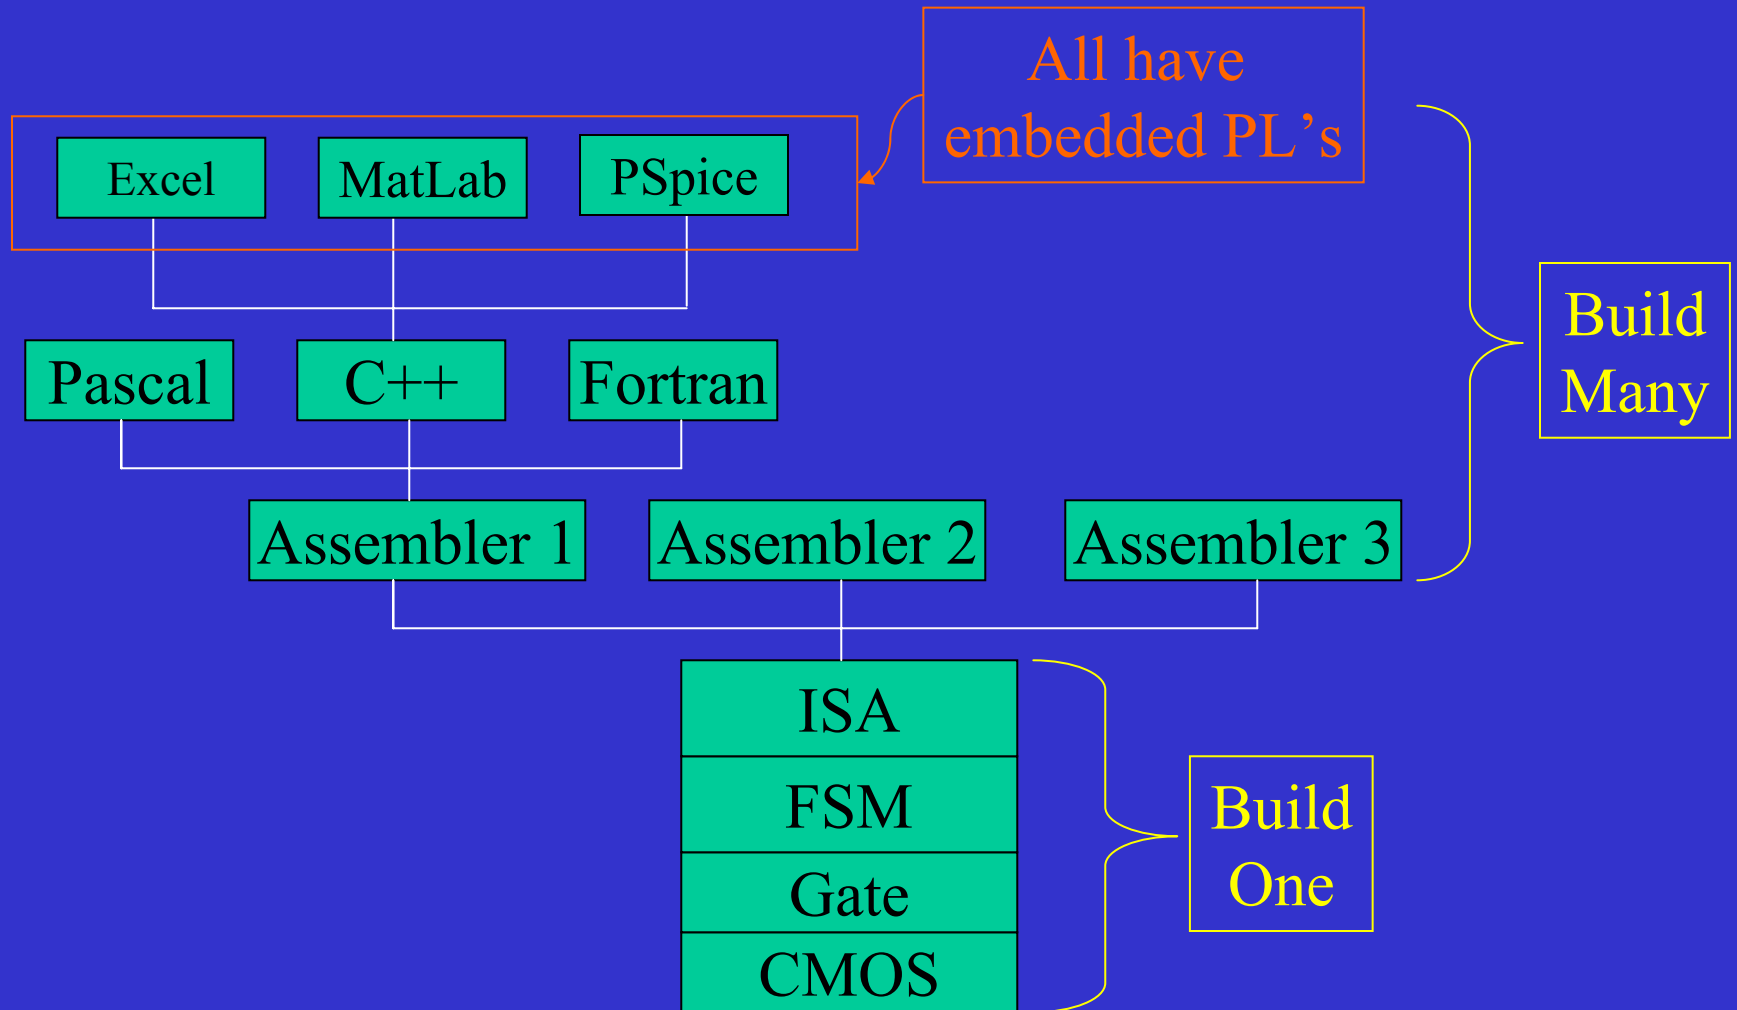 All have
embedded PL’s
Excel
MatLab
PSpice
Build
Many
Pascal
C++
Fortran
Assembler 1
Assembler 2
Assembler 3
ISA
FSM
Gate
CMOS
Build
One